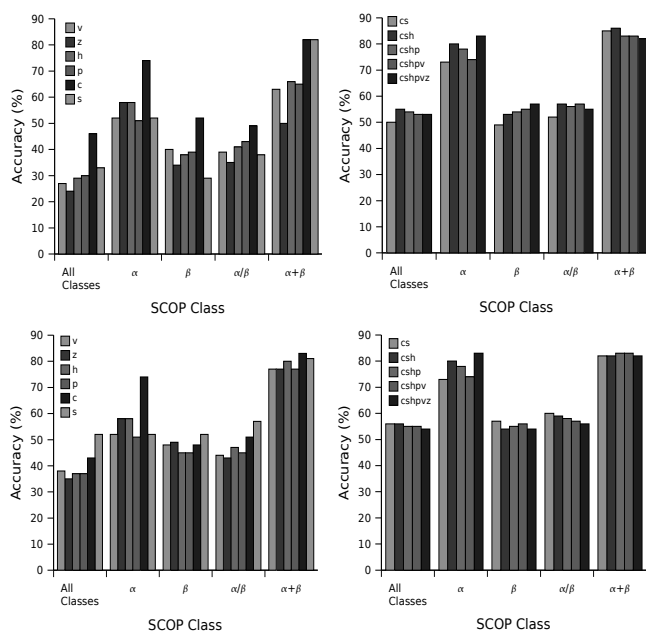 90
80
70
60
50
40
30
20
10
0
Accuracy (%)
v
z
h
p
c
s
All
Classes
α
β
α/β
α+β
SCOP Class
90
80
70
60
50
40
30
20
10
0
Accuracy (%)
cs
csh
cshp
cshpv
cshpvz
All
Classes
α
β
α/β
α+β
SCOP Class
90
80
70
60
50
40
30
20
10
0
Accuracy (%)
v
z
h
p
c
s
All
Classes
α
β
α/β
α+β
SCOP Class
90
80
70
60
50
40
30
20
10
0
Accuracy (%)
cs
csh
cshp
cshpv
cshpvz
All
Classes
α
β
α/β
α+β
SCOP Class